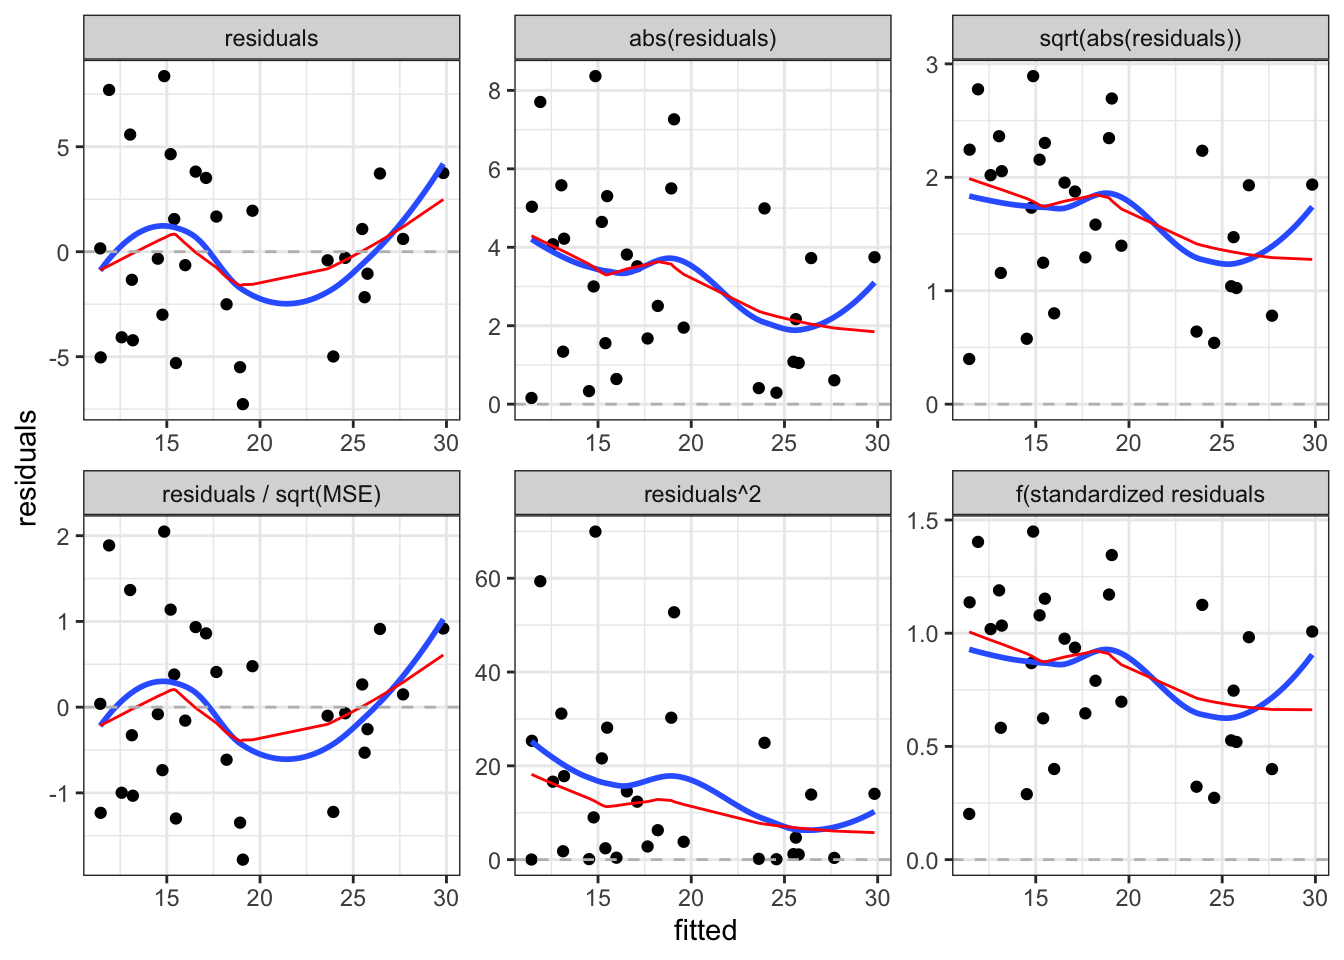 residuals
abs(residuals)
sqrt(abs(residuals))
5
0
-5
8
6
4
2
0
3
2
1
0
15 20 25 30
15 20 25 30
15 20 25 30
residuals
residuals / sqrt(MSE)
residuals^2
f(standardized residuals
2
1
0
-1
60
40
20
0
1.5
1.0
0.5
0.0
15 20 25 30
15 20 25 30
15 20 25 30
fitted